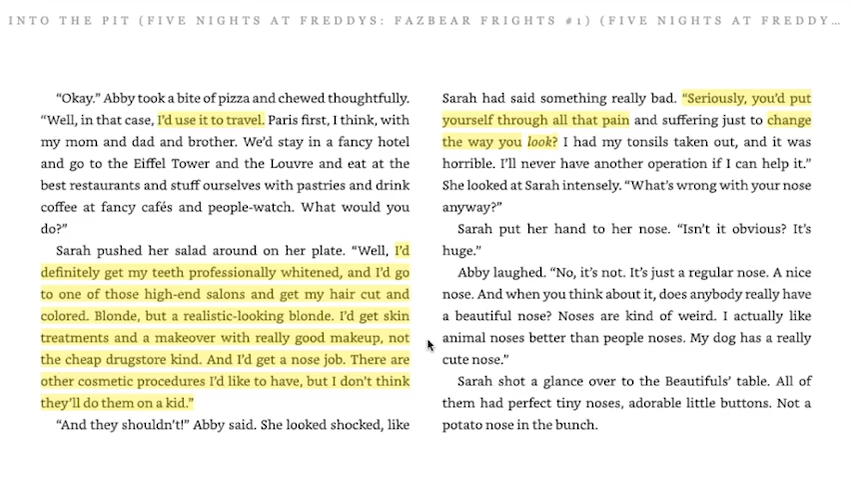 INTO THE PIT (FIVE NIGHTS AT FREDDYS: FAZBEAR FRIGHTS #1) (FIVE NIGHTS AT FREDDY…
“Okay.” Abby took a bite of pizza and chewed thoughtfully.
“Well, in that case, I’d use it to travel. Paris first, I think, with
my mom and dad and brother. We’d stay in a fancy hotel
and go to the Eiffel Tower and the Louvre and eat at the
best restaurants and stuff ourselves with pastries and drink
coffee at fancy cafés and people-watch. What would you
do?”
Sarah pushed her salad around on her plate. “Well, I’d
definitely get my teeth professionally whitened, and I’d go
to one of those high-end salons and get my hair cut and
colored. Blonde, but a realistic-looking blonde. I’d get skin
treatments and a makeover with really good makeup, not
the cheap drugstore kind. And I’d get a nose job. There are
other cosmetic procedures I’d like to have, but I don’t think
they’ll do them on a kid.”
“And they shouldn’t!” Abby said. She looked shocked, like
Sarah had said something really bad. “Seriously, you’d put
yourself through all that pain and suffering just to change
the way you look? I had my tonsils taken out, and it was
horrible. I’ll never have another operation if I can help it.”
She looked at Sarah intensely. “What’s wrong with your nose
anyway?”
Sarah put her hand to her nose. “Isn’t it obvious? It’s
huge.”
Abby laughed. “No, it’s not. It’s just a regular nose. A nice
nose. And when you think about it, does anybody really have
a beautiful nose? Noses are kind of weird. I actually like
animal noses better than people noses. My dog has a really
cute nose.”
Sarah shot a glance over to the Beautifuls’ table. All of
them had perfect tiny noses, adorable little buttons. Not a
potato nose in the bunch.